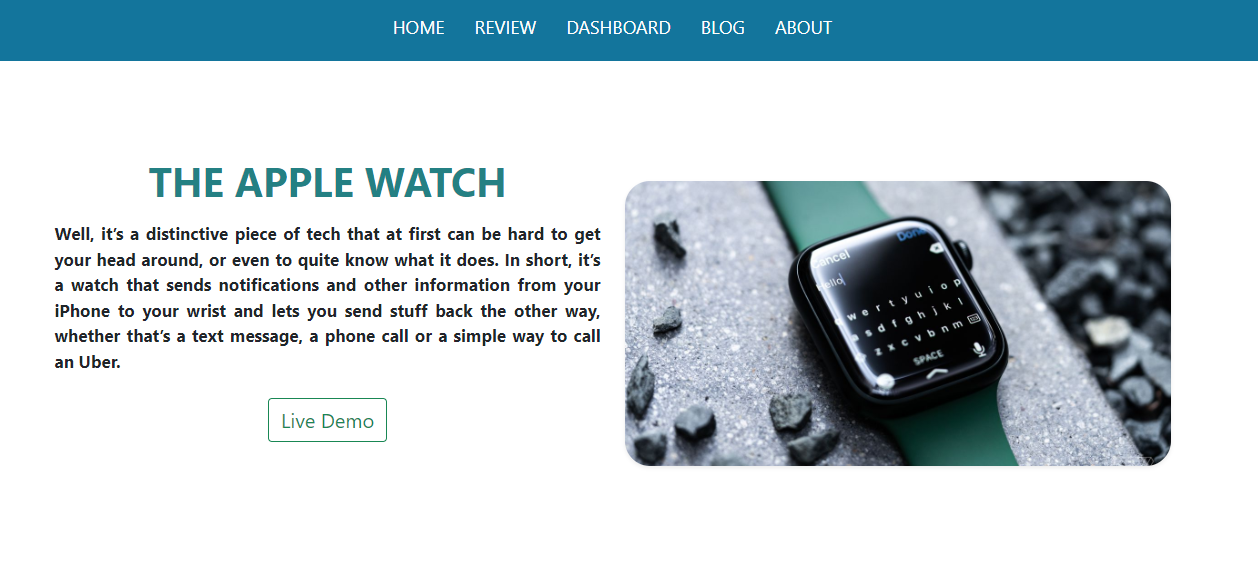 HOME REVIEW DASHBOARD BLOG ABOUT
THE APPLE WATCH
Well, it’s a distinctive piece of tech that at first can be hard to get
your head around, or even to quite know what it does. In short, it’s
a watch that sends notifications and other information from your
iPhone to your wrist and lets you send stuff back the other way,
whether that’s a text message, a phone call or a simple way to call
an Uber.
Live Demo
Cancel
Hello
w e r t y u i o p
a s d f g h j k l
z x c v b n m
SPACE